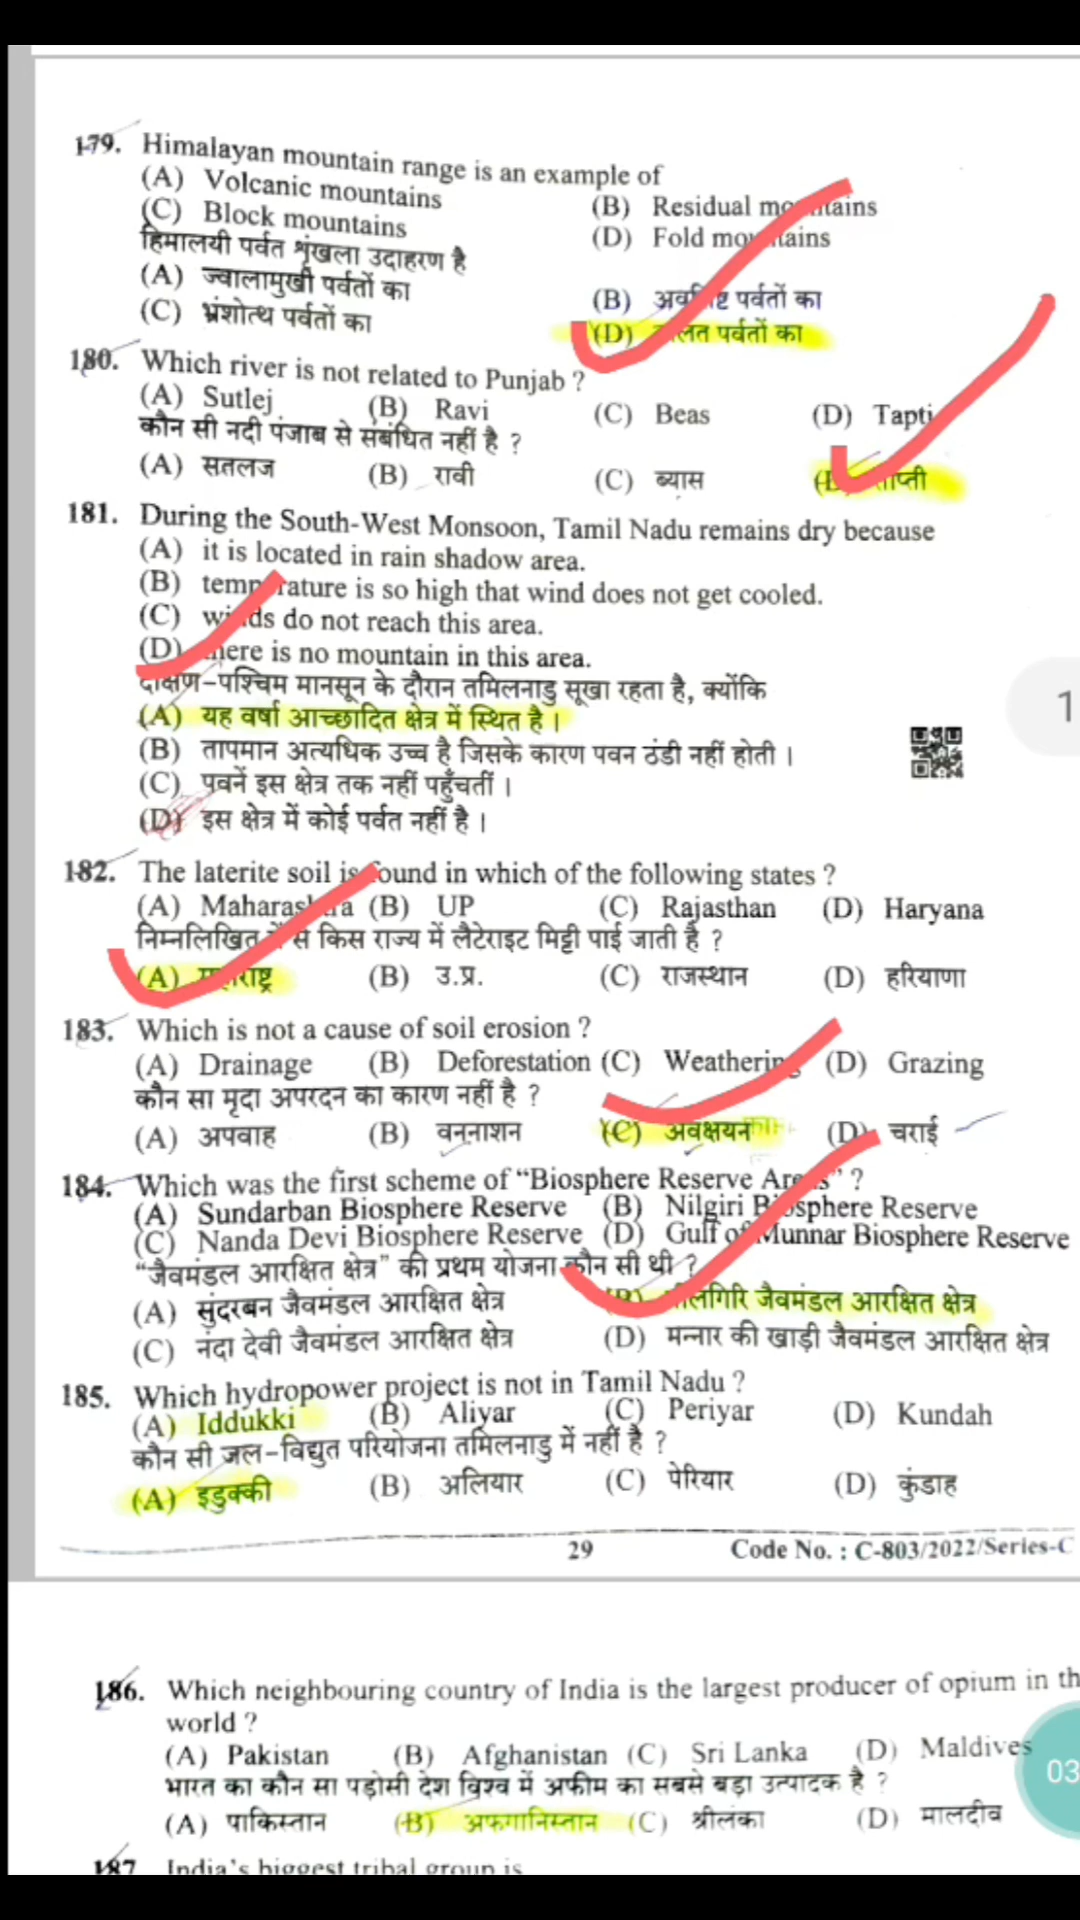 179. Himalayan mountain range is an example of
(A) Volcanic mountains (B) Residual mountains
(C) Block mountains (D) Fold mountains
हिमालयी पर्वत शृंखला उदाहरण है
(A) ज्वालामुखी पर्वतों का (B) अवशिष्ट पर्वतों का
(C) भ्रंशोत्थ पर्वतों का (D) वलित पर्वतों का
180. Which river is not related to Punjab ?
(A) Sutlej (B) Ravi (C) Beas (D) Tapti
कौन सी नदी पंजाब से संबंधित नहीं है ?
(A) सतलज (B) रावी (C) ब्यास (D) ताप्ती
181. During the South-West Monsoon, Tamil Nadu remains dry because
(A) it is located in rain shadow area.
(B) temperature is so high that wind does not get cooled.
(C) winds do not reach this area.
(D) there is no mountain in this area.
दक्षिण-पश्चिम मानसून के दौरान तमिलनाडु सूखा रहता है, क्योंकि
(A) यह वर्षा आच्छादित क्षेत्र में स्थित है ।
(B) तापमान अत्यधिक उच्च है जिसके कारण पवन ठंडी नहीं होती ।
(C) पवनें इस क्षेत्र तक नहीं पहुँचतीं ।
(D) इस क्षेत्र में कोई पर्वत नहीं है ।
1
182. The laterite soil is found in which of the following states ?
(A) Maharashtra (B) UP (C) Rajasthan (D) Haryana
निम्नलिखित में से किस राज्य में लैटेराइट मिट्टी पाई जाती है ?
(A) महाराष्ट्र (B) उ.प्र. (C) राजस्थान (D) हरियाणा
183. Which is not a cause of soil erosion ?
(A) Drainage (B) Deforestation (C) Weathering (D) Grazing
कौन सा मृदा अपरदन का कारण नहीं है ?
(A) अपवाह (B) वननाशन (C) अवक्षयन (D) चराई
184. Which was the first scheme of “Biosphere Reserve Areas” ?
(A) Sundarban Biosphere Reserve (B) Nilgiri Biosphere Reserve
(C) Nanda Devi Biosphere Reserve (D) Gulf of Munnar Biosphere Reserve
“जैवमंडल आरक्षित क्षेत्र” की प्रथम योजना कौन सी थी ?
(A) सुंदरबन जैवमंडल आरक्षित क्षेत्र (B) नीलगिरि जैवमंडल आरक्षित क्षेत्र
(C) नंदा देवी जैवमंडल आरक्षित क्षेत्र (D) मन्नार की खाड़ी जैवमंडल आरक्षित क्षेत्र
185. Which hydropower project is not in Tamil Nadu ?
(A) Iddukki (B) Aliyar (C) Periyar (D) Kundah
कौन सी जल-विद्युत परियोजना तमिलनाडु में नहीं है ?
(A) इडुक्की (B) अलियार (C) पेरियार (D) कुंडाह
29 Code No. : C-803/2022/Series-C
186. Which neighbouring country of India is the largest producer of opium in th
world ?
(A) Pakistan (B) Afghanistan (C) Sri Lanka (D) Maldives
03
भारत का कौन सा पड़ोसी देश विश्व में अफीम का सबसे बड़ा उत्पादक है ?
(A) पाकिस्तान (B) अफगानिस्तान (C) श्रीलंका (D) मालदीव
187 India's biggest tribal group is